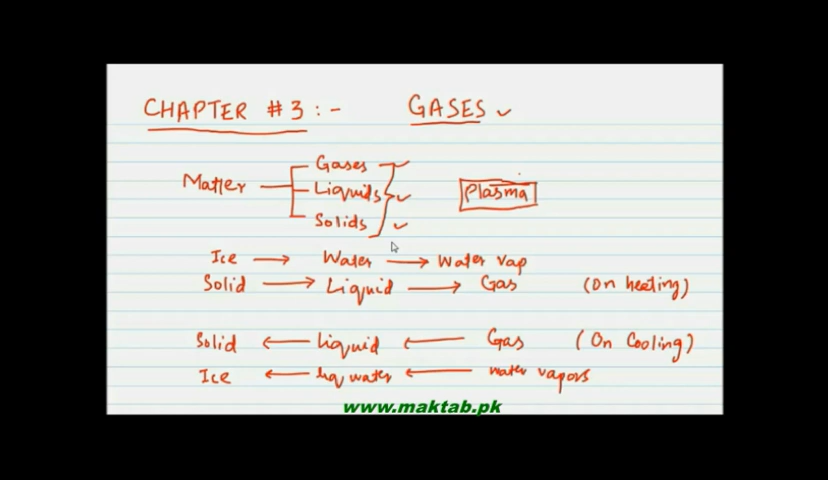 CHAPTER # 3 :- GASES
Gases
Matter Liquids Plasma
Solids
Ice → Water → Water vap
Solid → Liquid → Gas (On heating)
Solid ← Liquid ← Gas (On Cooling)
Ice ← liq water ← water vapors
www.maktab.pk